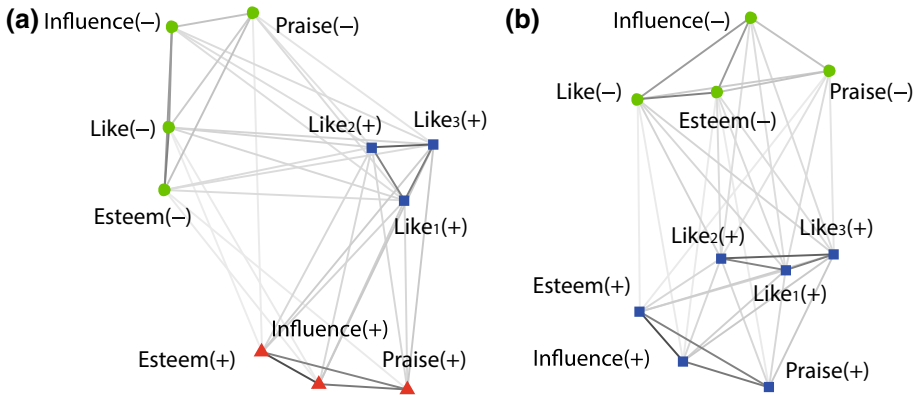 (a)
Influence(−)
Praise(−)
Like(−)
Like2(+)
Like3(+)
Esteem(−)
Like1(+)
Influence(+)
Esteem(+)
Praise(+)
(b)
Influence(−)
Like(−)
Praise(−)
Esteem(−)
Like2(+)
Like3(+)
Esteem(+)
Like1(+)
Influence(+)
Praise(+)